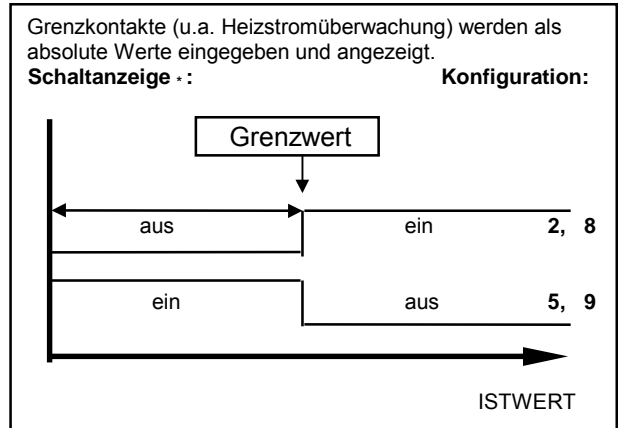 Grenzkontakte (u.a. Heizstromüberwachung) werden als
absolute Werte eingegeben und angezeigt.
Schaltanzeige * : Konfiguration:
Grenzwert
aus ein 2, 8
ein aus 5, 9
ISTWERT